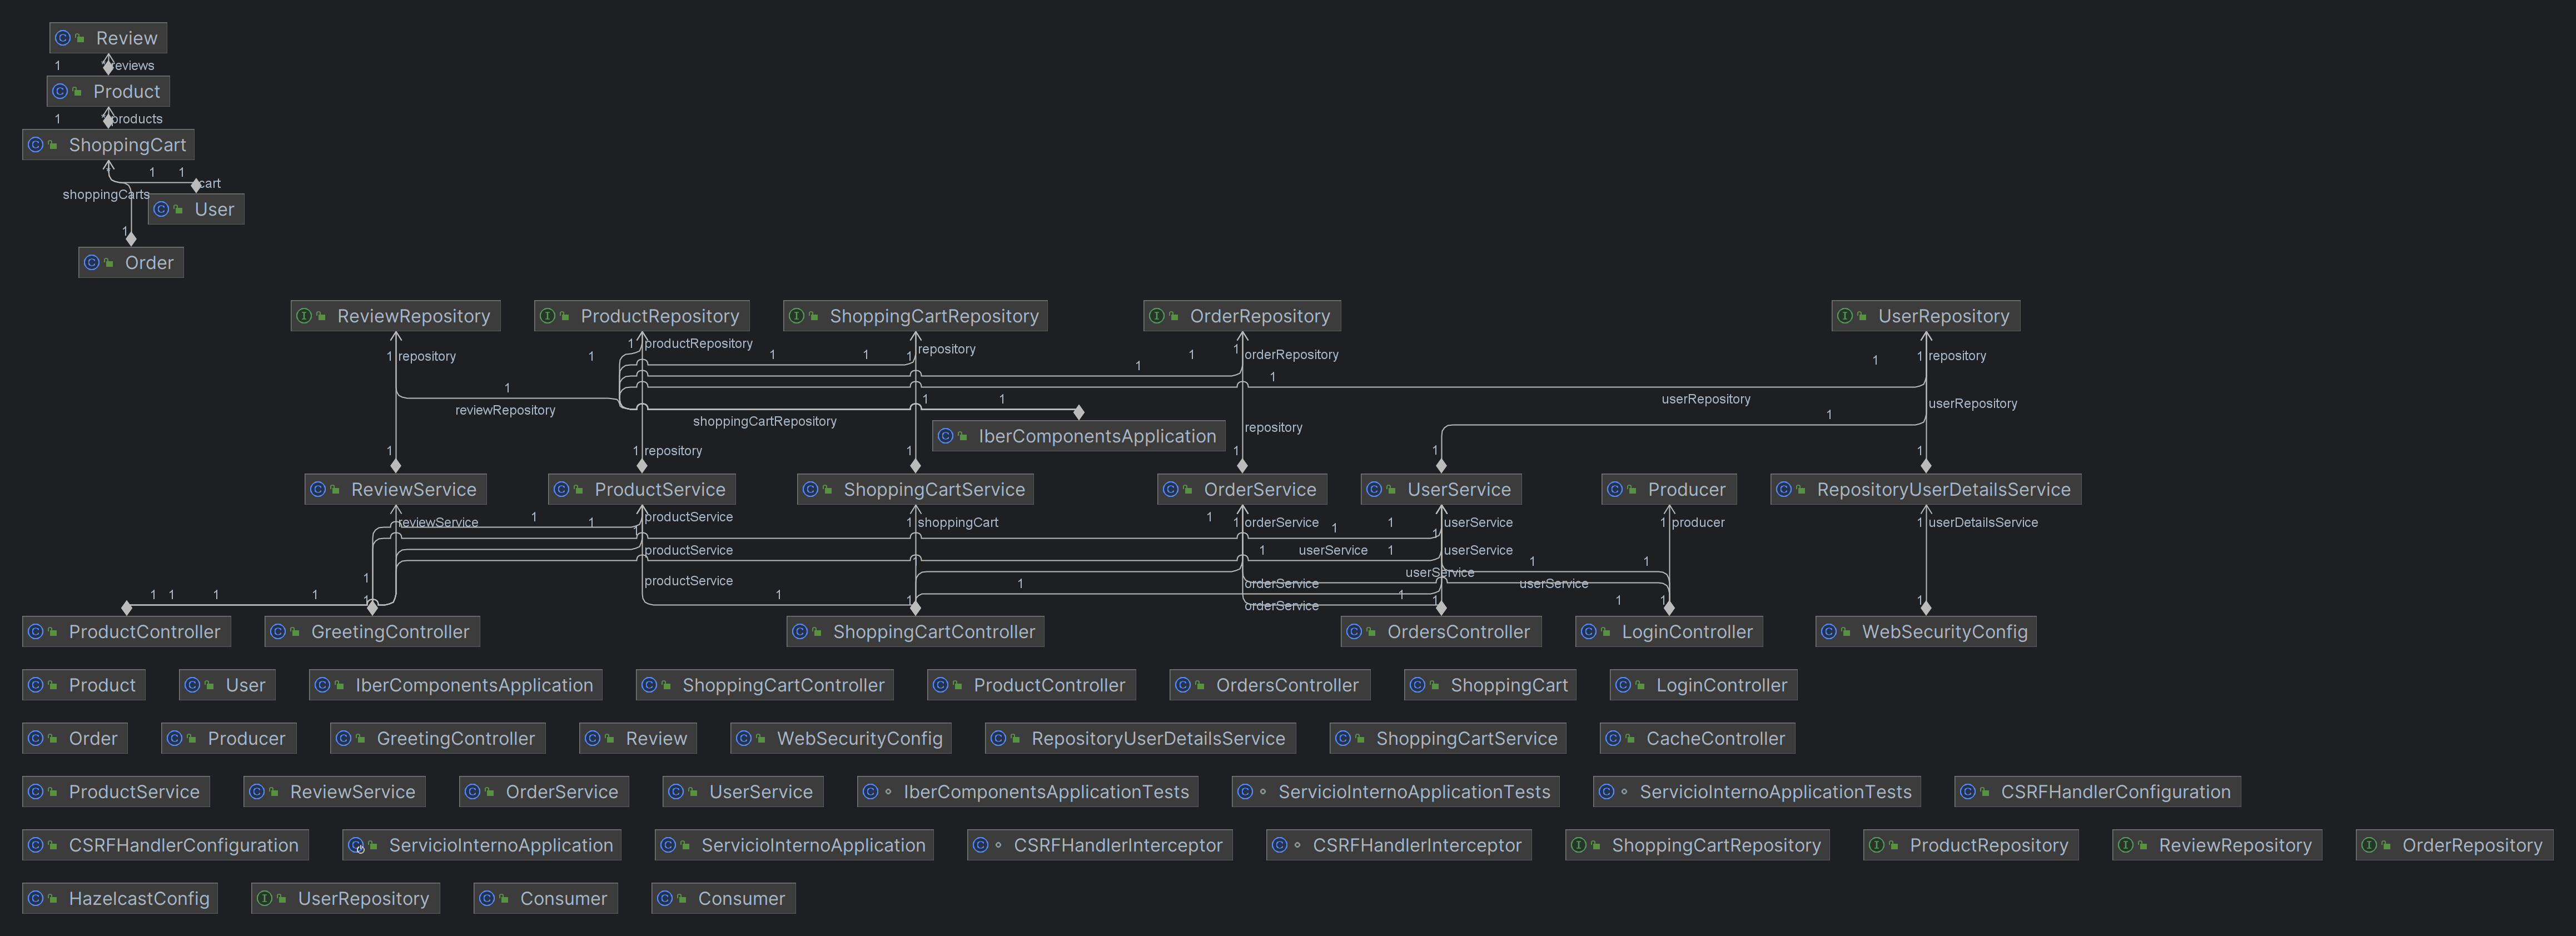 Review
1 reviews
Product
1 products
ShoppingCart
1 1 cart
shoppingCarts
User
1
Order
ReviewRepository ProductRepository ShoppingCartRepository OrderRepository UserRepository
1 productRepository
1 repository 1 1 1 1 repository 1 1 orderRepository 1 1 repository
1 1
1 reviewRepository 1 1 userRepository userRepository
shoppingCartRepository 1
IberComponentsApplication repository
1 1 repository 1 1 1 1
ReviewService ProductService ShoppingCartService OrderService UserService Producer RepositoryUserDetailsService
reviewService 1 1 productService 1 shoppingCart 1 1 orderService 1 1 userService 1 producer 1 userDetailsService
1
productService 1 userService 1 userService
1 productService 1 userService 1 1
orderService userService
1 1 1 1 1 1 1 orderService 1 1 1 1 1
ProductController GreetingController ShoppingCartController OrdersController LoginController WebSecurityConfig
Product User IberComponentsApplication ShoppingCartController ProductController OrdersController ShoppingCart LoginController
Order Producer GreetingController Review WebSecurityConfig RepositoryUserDetailsService ShoppingCartService CacheController
ProductService ReviewService OrderService UserService IberComponentsApplicationTests ServicioInternoApplicationTests ServicioInternoApplicationTests CSRFHandlerConfiguration
CSRFHandlerConfiguration ServicioInternoApplication ServicioInternoApplication CSRFHandlerInterceptor CSRFHandlerInterceptor ShoppingCartRepository ProductRepository ReviewRepository OrderRepository
HazelcastConfig UserRepository Consumer Consumer